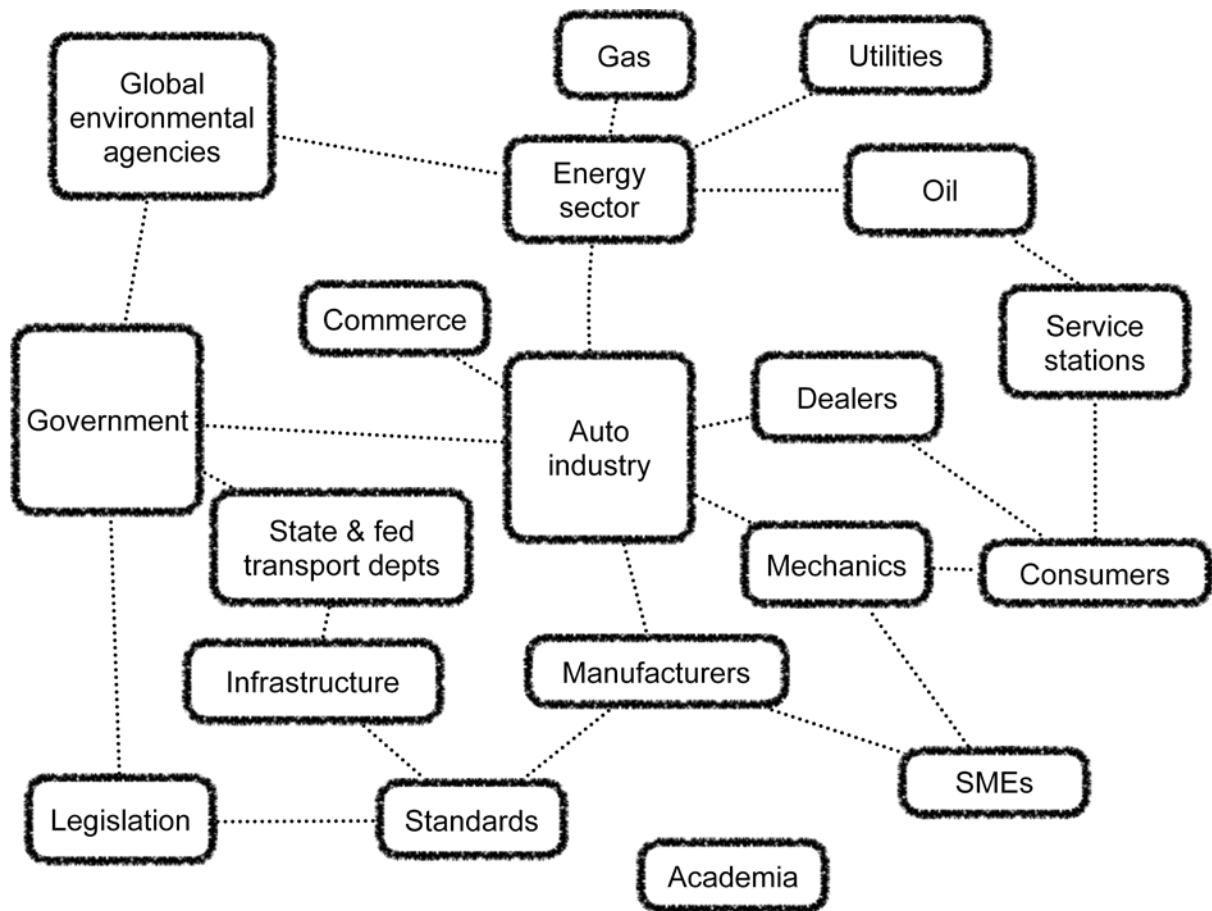 Gas
Utilities
Global
environmental
agencies
Energy
sector
Oil
Commerce
Service
stations
Government
Auto
industry
Dealers
State & fed
transport depts
Mechanics
Consumers
Infrastructure
Manufacturers
SMEs
Legislation
Standards
Academia